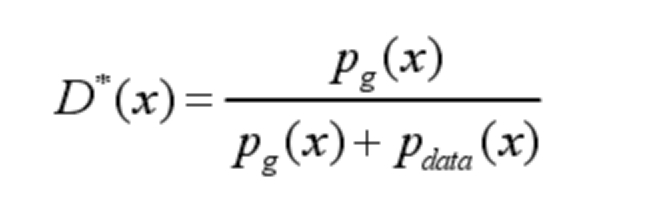 D*(x) = p_g(x) / (p_g(x) + p_data(x))